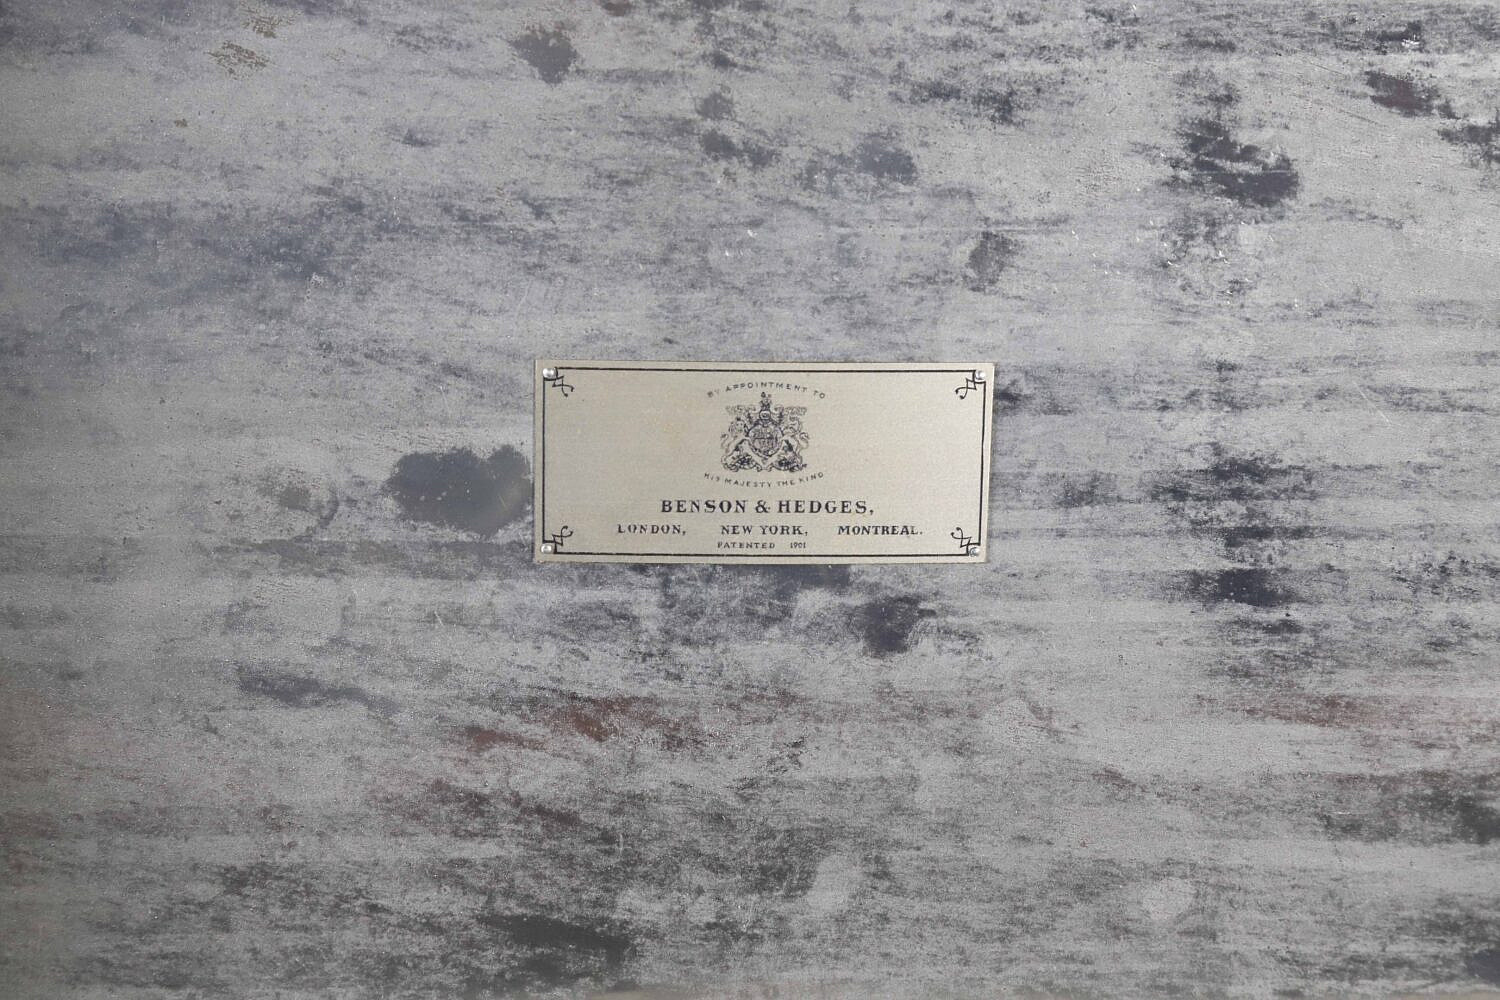 BY APPOINTMENT TO
HIS MAJESTY THE KING
BENSON & HEDGES,
LONDON, NEW YORK, MONTREAL.
PATENTED 1901